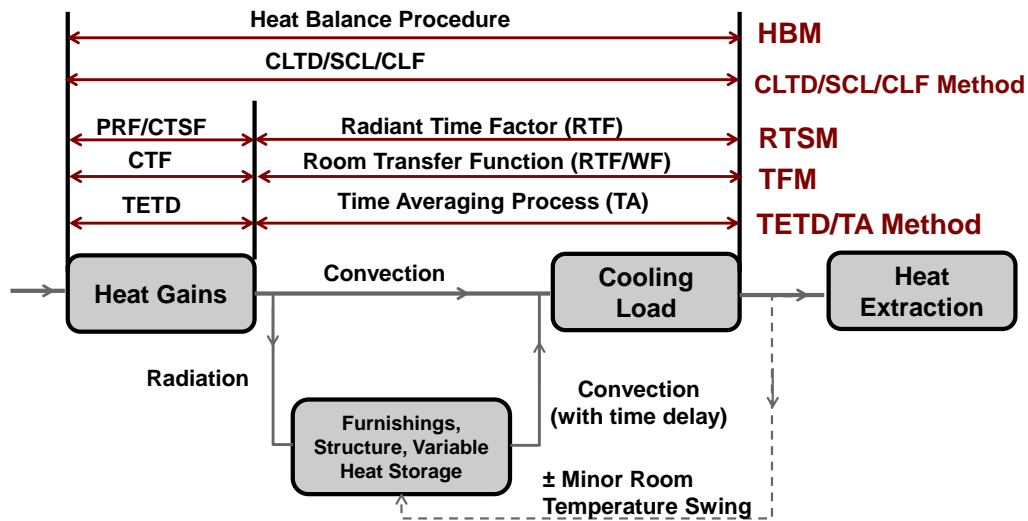 Heat Balance Procedure
HBM
CLTD/SCL/CLF
CLTD/SCL/CLF Method
PRF/CTSF
Radiant Time Factor (RTF)
RTSM
CTF
Room Transfer Function (RTF/WF)
TFM
TETD
Time Averaging Process (TA)
TETD/TA Method
Heat Gains
Convection
Cooling
Load
Heat
Extraction
Radiation
Furnishings,
Structure, Variable
Heat Storage
Convection
(with time delay)
± Minor Room
Temperature Swing